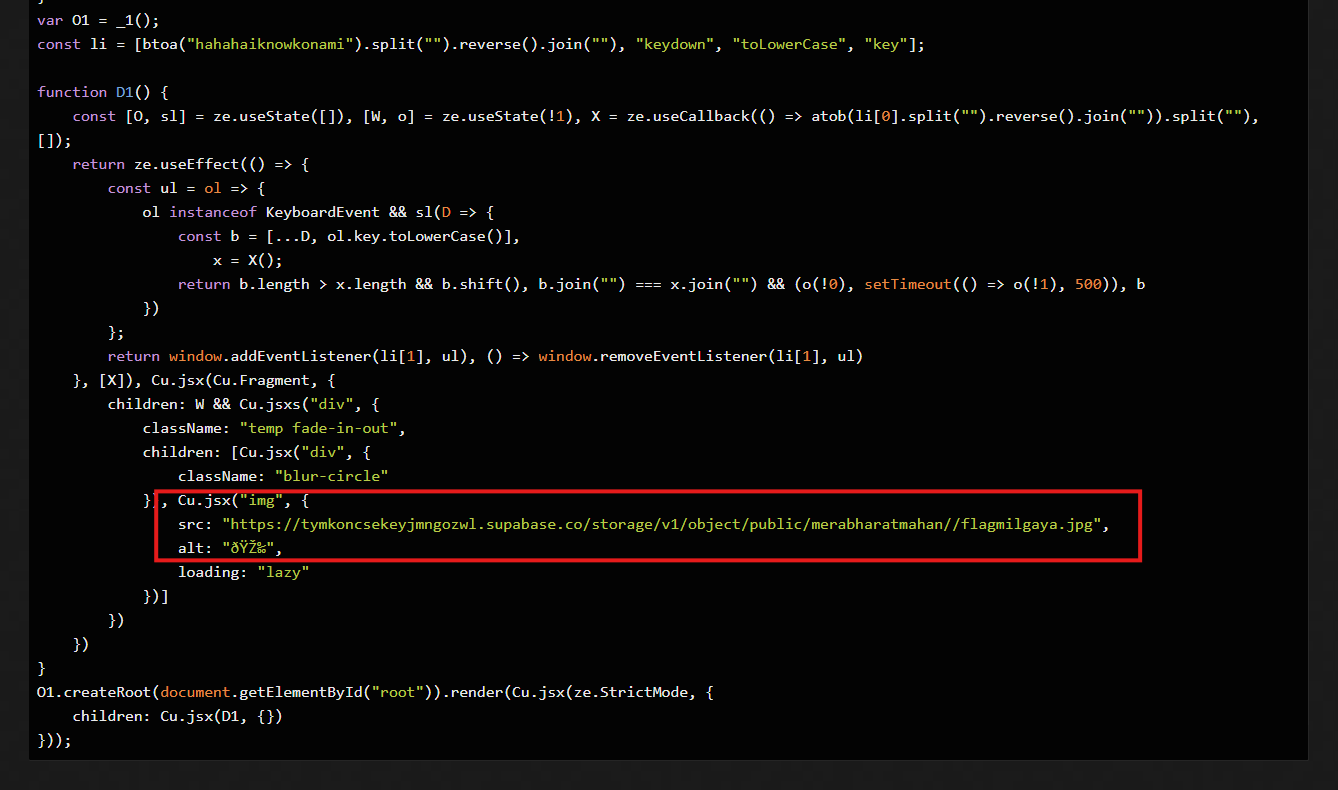 }
var O1 = _1();
const li = [btoa("hahahaiknowkonami").split("").reverse().join(""), "keydown", "toLowerCase", "key"];
function D1() {
const [O, sl] = ze.useState([]), [W, o] = ze.useState(!1), X = ze.useCallback(() => atob(li[0].split("").reverse().join("")).split(""),
[]);
return ze.useEffect(() => {
const ul = ol => {
ol instanceof KeyboardEvent && sl(D => {
const b = [...D, ol.key.toLowerCase()],
x = X();
return b.length > x.length && b.shift(), b.join("") === x.join("") && (o(!0), setTimeout(() => o(!1), 500)), b
})
};
return window.addEventListener(li[1], ul), () => window.removeEventListener(li[1], ul)
}, [X]), Cu.jsx(Cu.Fragment, {
children: W && Cu.jsxs("div", {
className: "temp fade-in-out",
children: [Cu.jsx("div", {
className: "blur-circle"
}), Cu.jsx("img", {
src: "https://tymkoncsekeyjmngozwl.supabase.co/storage/v1/object/public/merabharatmahan//flagmilgaya.jpg",
alt: "ðŸŽ‰",
loading: "lazy"
})]
})
})
}
O1.createRoot(document.getElementById("root")).render(Cu.jsx(ze.StrictMode, {
children: Cu.jsx(D1, {})
}));